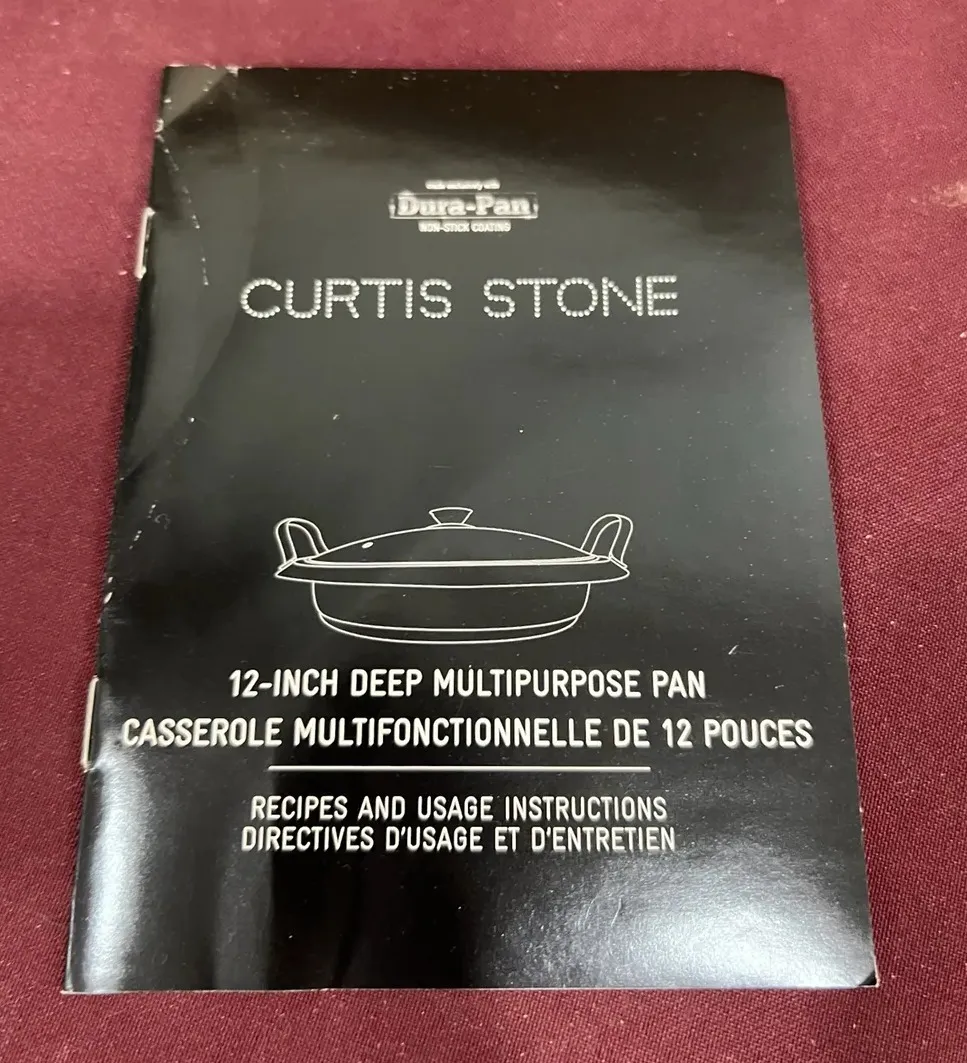 Dura-Pan
NON-STICK COATING
CURTIS STONE
12-INCH DEEP MULTIPURPOSE PAN
CASSEROLE MULTIFONCTIONNELLE DE 12 POUCES
RECIPES AND USAGE INSTRUCTIONS
DIRECTIVES D'USAGE ET D'ENTRETIEN